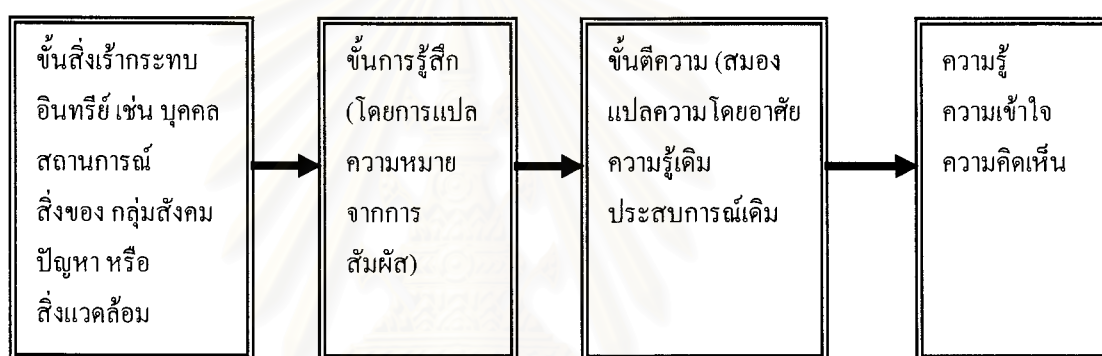 ขั้นสิ่งเร้ากระทบ
อินทรีย์ เช่น บุคคล
สถานการณ์
สิ่งของ กลุ่มสังคม
ปัญหา หรือ
สิ่งแวดล้อม
ขั้นการรู้สึก
(โดยการแปล
ความหมาย
จากการ
สัมผัส)
ขั้นตีความ (สมอง
แปลความโดยอาศัย
ความรู้เดิม
ประสบการณ์เดิม
ความรู้
ความเข้าใจ
ความคิดเห็น